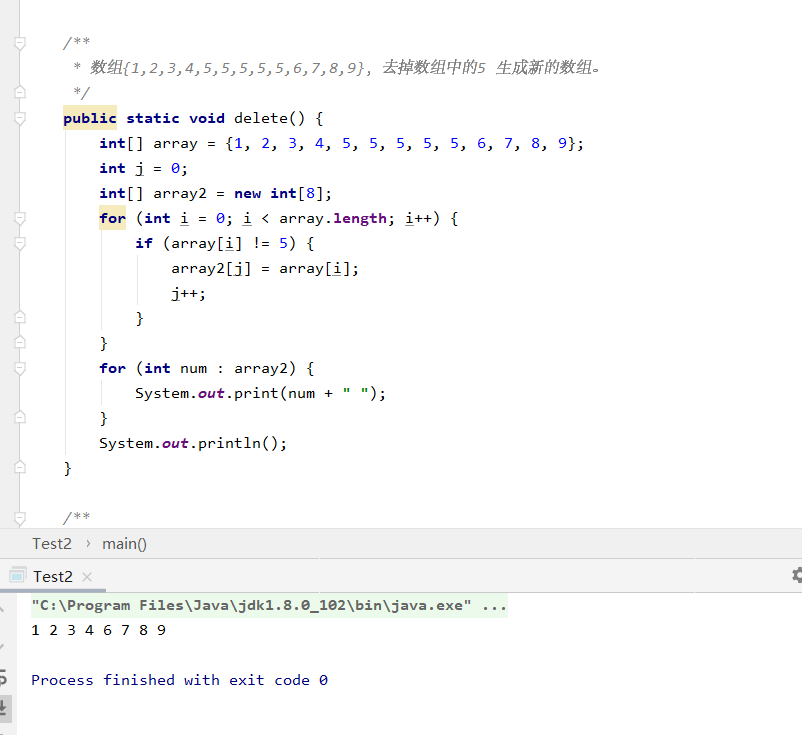 /**
* 数组{1,2,3,4,5,5,5,5,5,6,7,8,9}, 去掉数组中的5 生成新的数组。
*/
public static void delete() {
int[] array = {1, 2, 3, 4, 5, 5, 5, 5, 5, 6, 7, 8, 9};
int j = 0;
int[] array2 = new int[8];
for (int i = 0; i < array.length; i++) {
if (array[i] != 5) {
array2[j] = array[i];
j++;
}
}
for (int num : array2) {
System.out.print(num + " ");
}
System.out.println();
}
/**
Test2 › main()
Test2 ×
"C:\Program Files\Java\jdk1.8.0_102\bin\java.exe" ...
1 2 3 4 6 7 8 9
Process finished with exit code 0